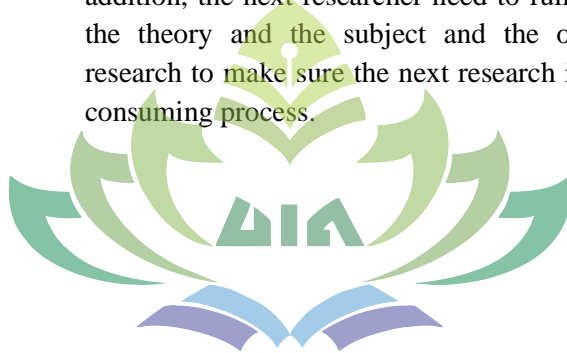 addition, the next researcher need to
the theory and the subject and the
research to make sure the next research
consuming process.
UIN